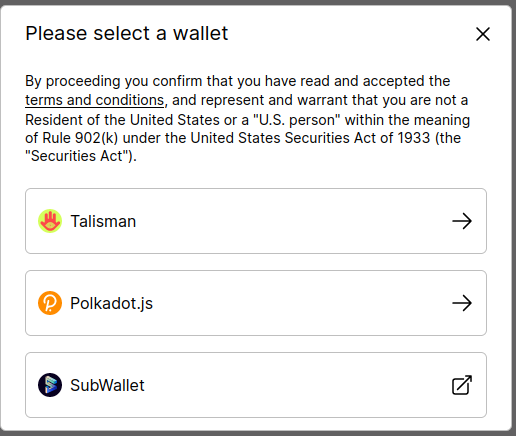 Please select a wallet
By proceeding you confirm that you have read and accepted the
terms and conditions, and represent and warrant that you are not a
Resident of the United States or a "U.S. person" within the meaning
of Rule 902(k) under the United States Securities Act of 1933 (the
"Securities Act").
Talisman
Polkadot.js
SubWallet